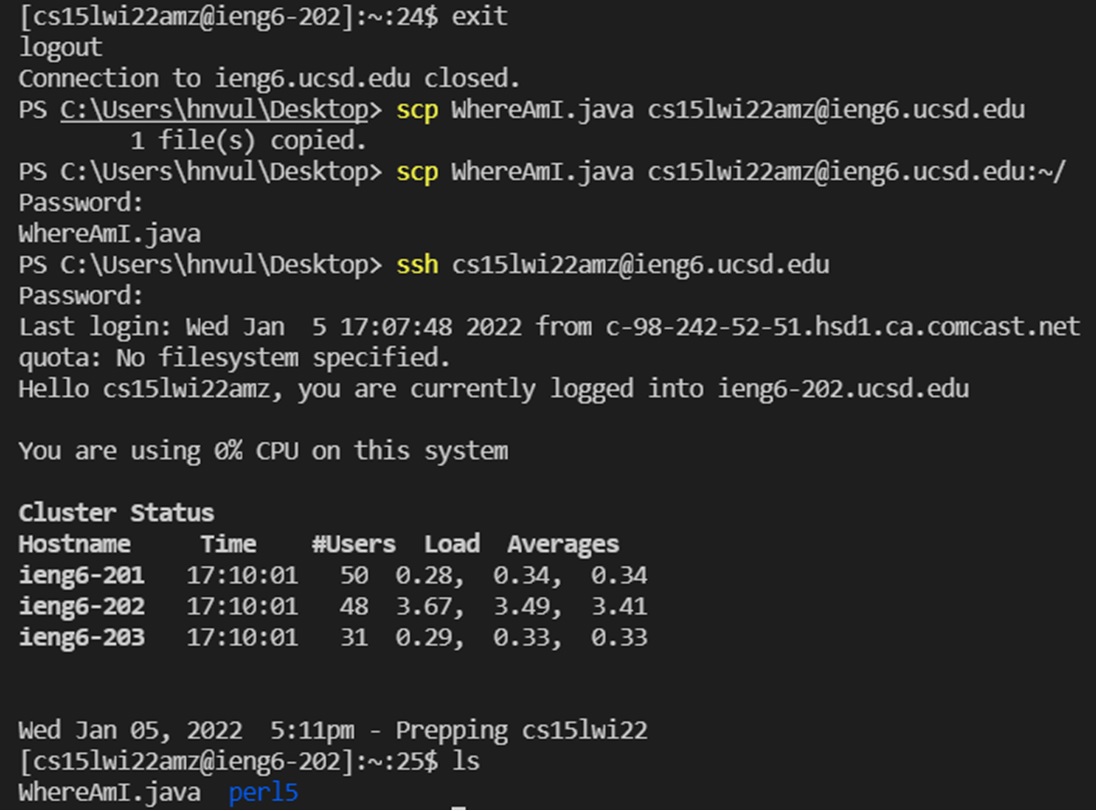 [cs15lwi22amz@ieng6-202]:~:24$ exit
logout
Connection to ieng6.ucsd.edu closed.
PS C:\Users\hnvul\Desktop> scp WhereAmI.java cs15lwi22amz@ieng6.ucsd.edu
        1 file(s) copied.
PS C:\Users\hnvul\Desktop> scp WhereAmI.java cs15lwi22amz@ieng6.ucsd.edu:~/
Password:
WhereAmI.java
PS C:\Users\hnvul\Desktop> ssh cs15lwi22amz@ieng6.ucsd.edu
Password:
Last login: Wed Jan  5 17:07:48 2022 from c-98-242-52-51.hsd1.ca.comcast.net
quota: No filesystem specified.
Hello cs15lwi22amz, you are currently logged into ieng6-202.ucsd.edu
You are using 0% CPU on this system
Cluster Status
Hostname     Time    #Users  Load  Averages
ieng6-201   17:10:01   50  0.28,  0.34,  0.34
ieng6-202   17:10:01   48  3.67,  3.49,  3.41
ieng6-203   17:10:01   31  0.29,  0.33,  0.33
Wed Jan 05, 2022  5:11pm - Prepping cs15lwi22
[cs15lwi22amz@ieng6-202]:~:25$ ls
WhereAmI.java  perl5